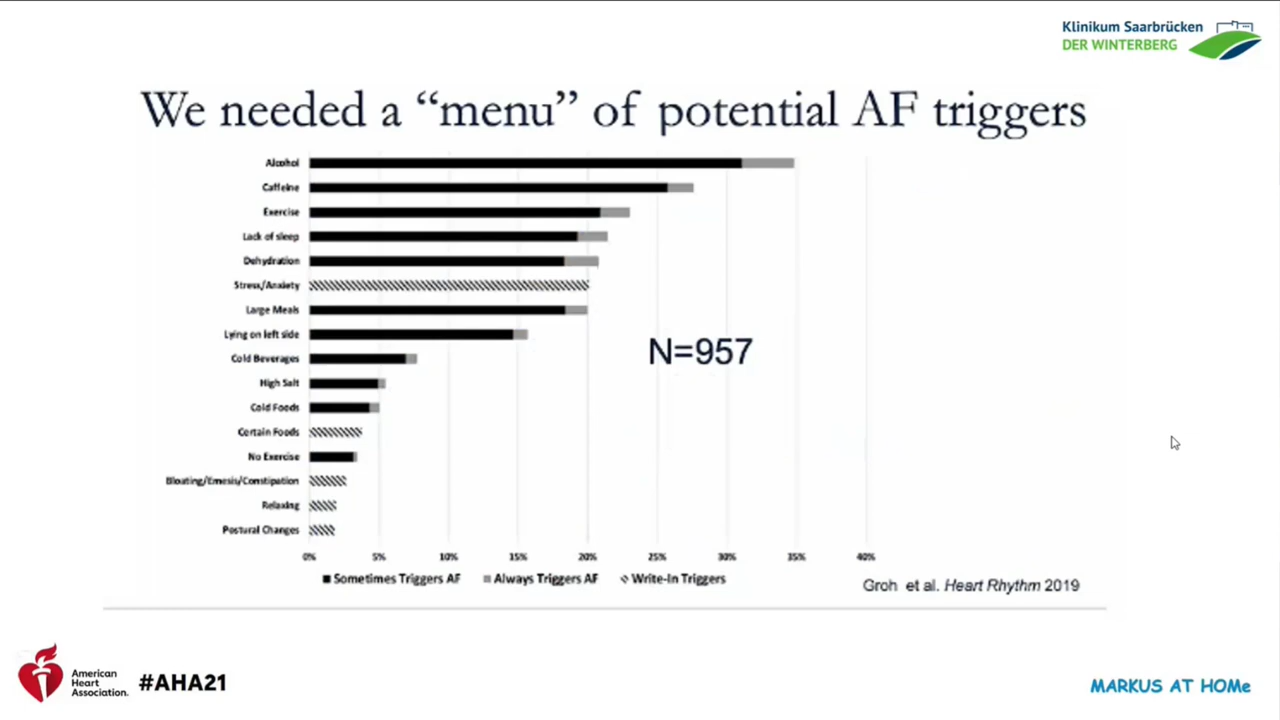 Klinikum Saarbrücken
DER WINTERBERG
We needed a “menu” of potential AF triggers
Alcohol
Caffeine
Exercise
Lack of sleep
Dehydration
Stress/Anxiety
Large Meals
Lying on left side
Cold Beverages
High Salt
Cold Foods
Certain Foods
No Exercise
Bloating/Emesis/Constipation
Relaxing
Postural Changes
N=957
0% 5% 10% 15% 20% 25% 30% 35% 40%
Sometimes Triggers AF Always Triggers AF Write-In Triggers
Groh et al. Heart Rhythm 2019
American
Heart
Association.
#AHA21
MARKUS AT HOMe